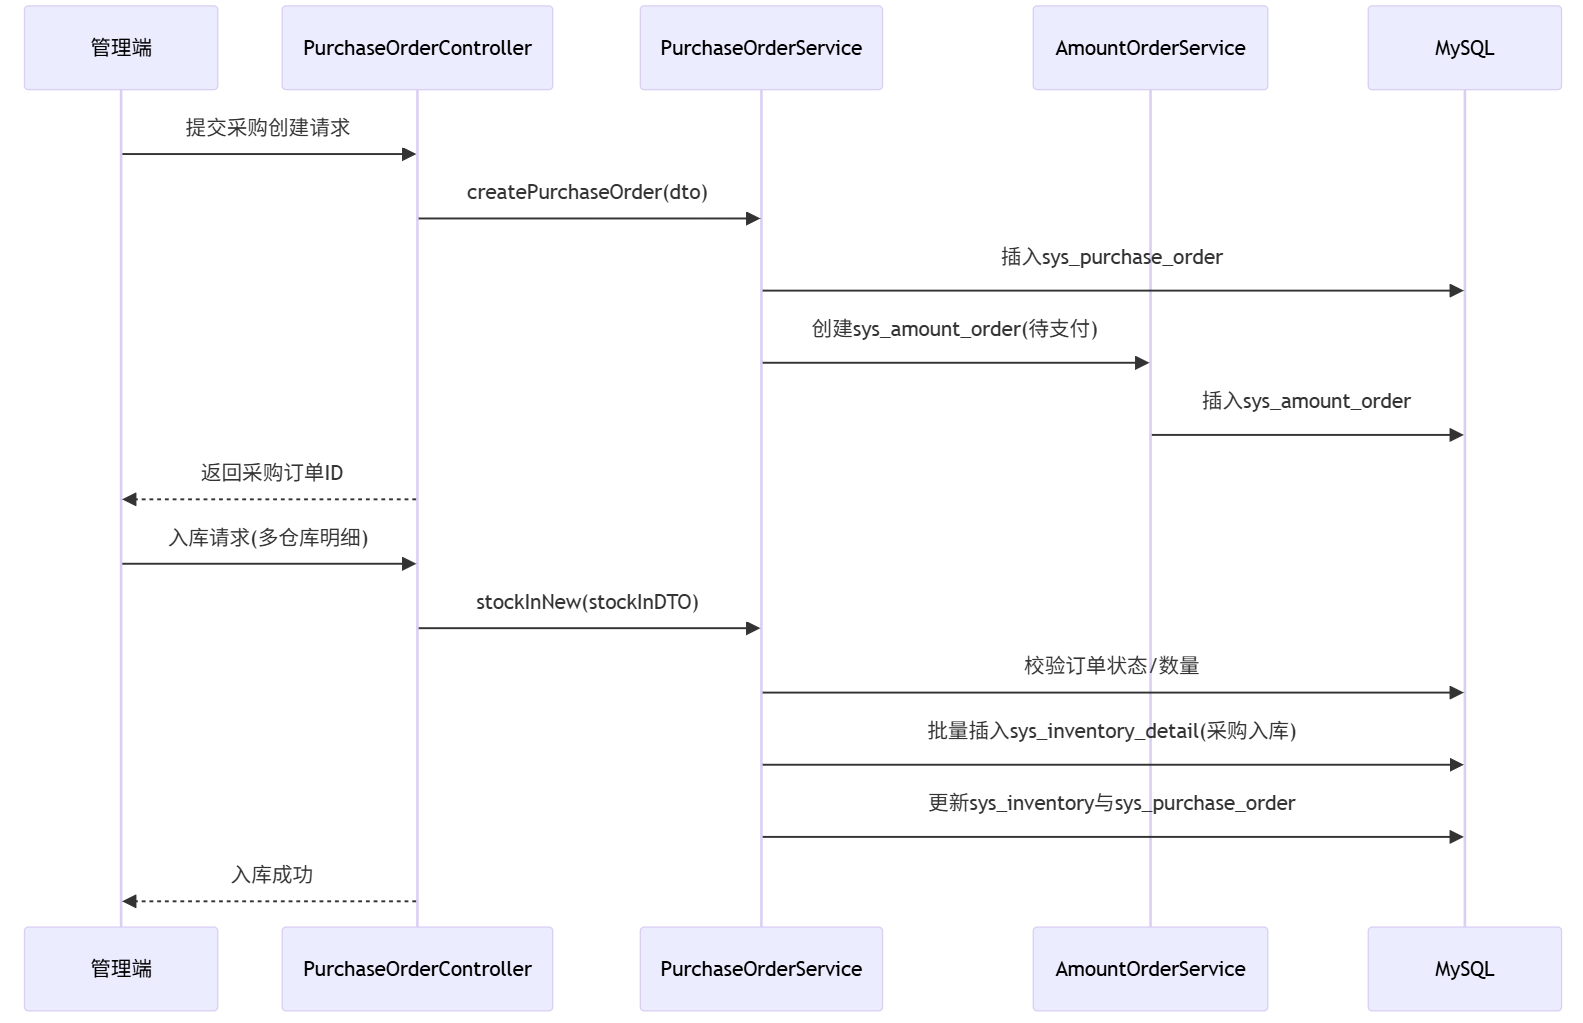 管理端
PurchaseOrderController
PurchaseOrderService
AmountOrderService
MySQL
提交采购创建请求
createPurchaseOrder(dto)
插入sys_purchase_order
创建sys_amount_order(待支付)
插入sys_amount_order
返回采购订单ID
入库请求(多仓库明细)
stockInNew(stockInDTO)
校验订单状态/数量
批量插入sys_inventory_detail(采购入库)
更新sys_inventory与sys_purchase_order
入库成功
管理端
PurchaseOrderController
PurchaseOrderService
AmountOrderService
MySQL